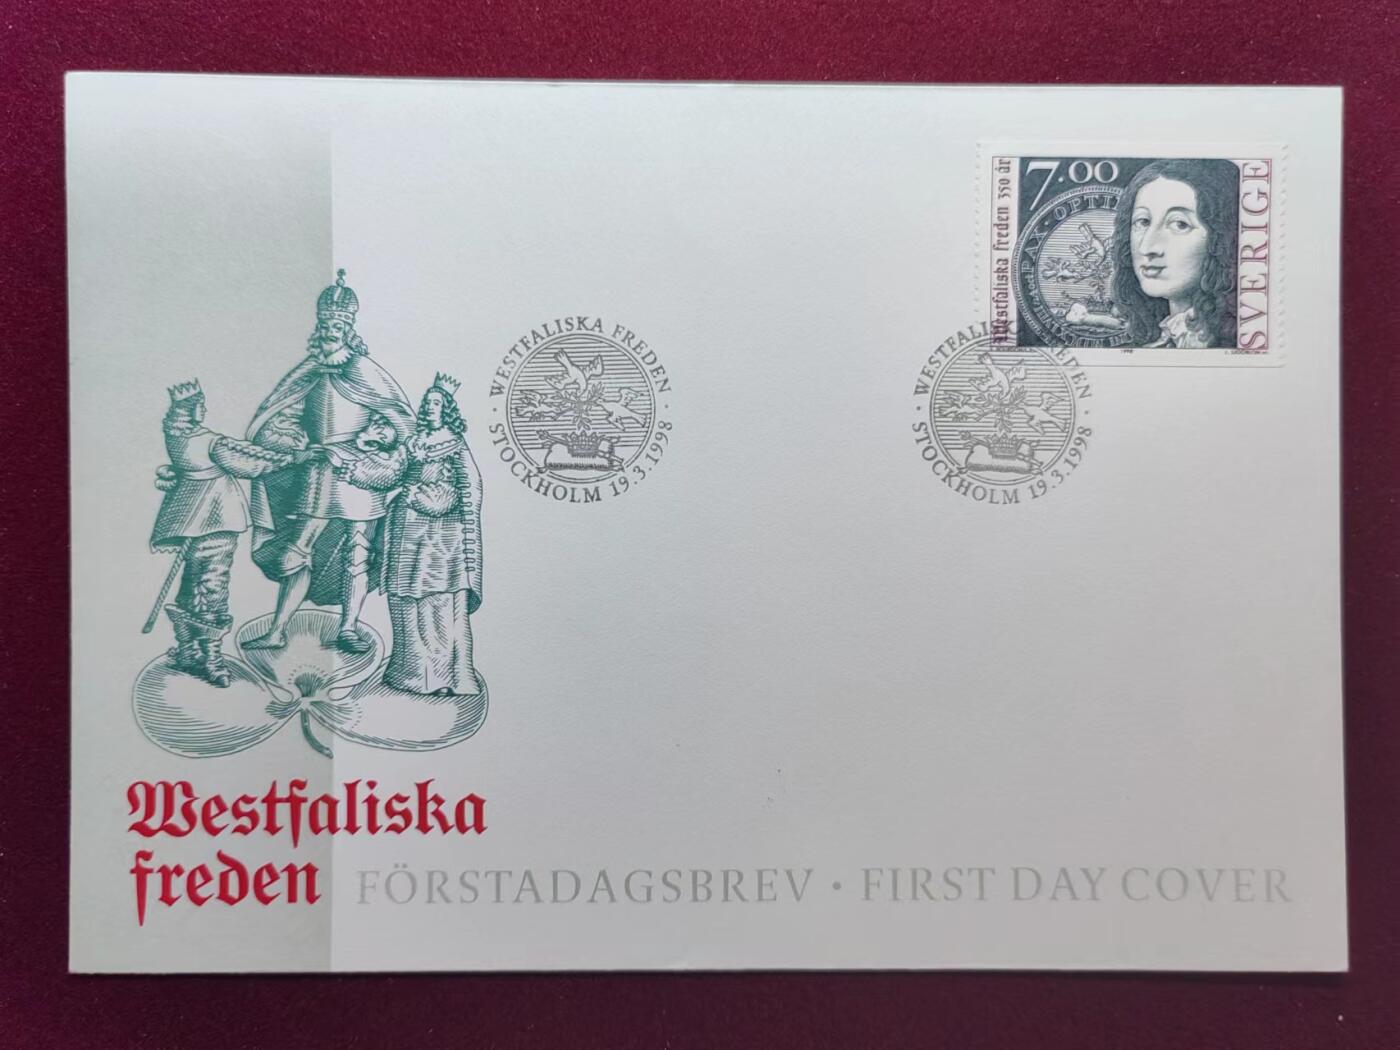 7.00
Westfaliska freden 350 år
SVERIGE
PAX · OPTI
1998
WESTFALISKA FREDEN ·
STOCKHOLM 19.3.1998 ·
WESTFALISKA FREDEN ·
STOCKHOLM 19.3.1998 ·
Westfaliska
freden
FÖRSTADAGSBREV · FIRST DAY COVER